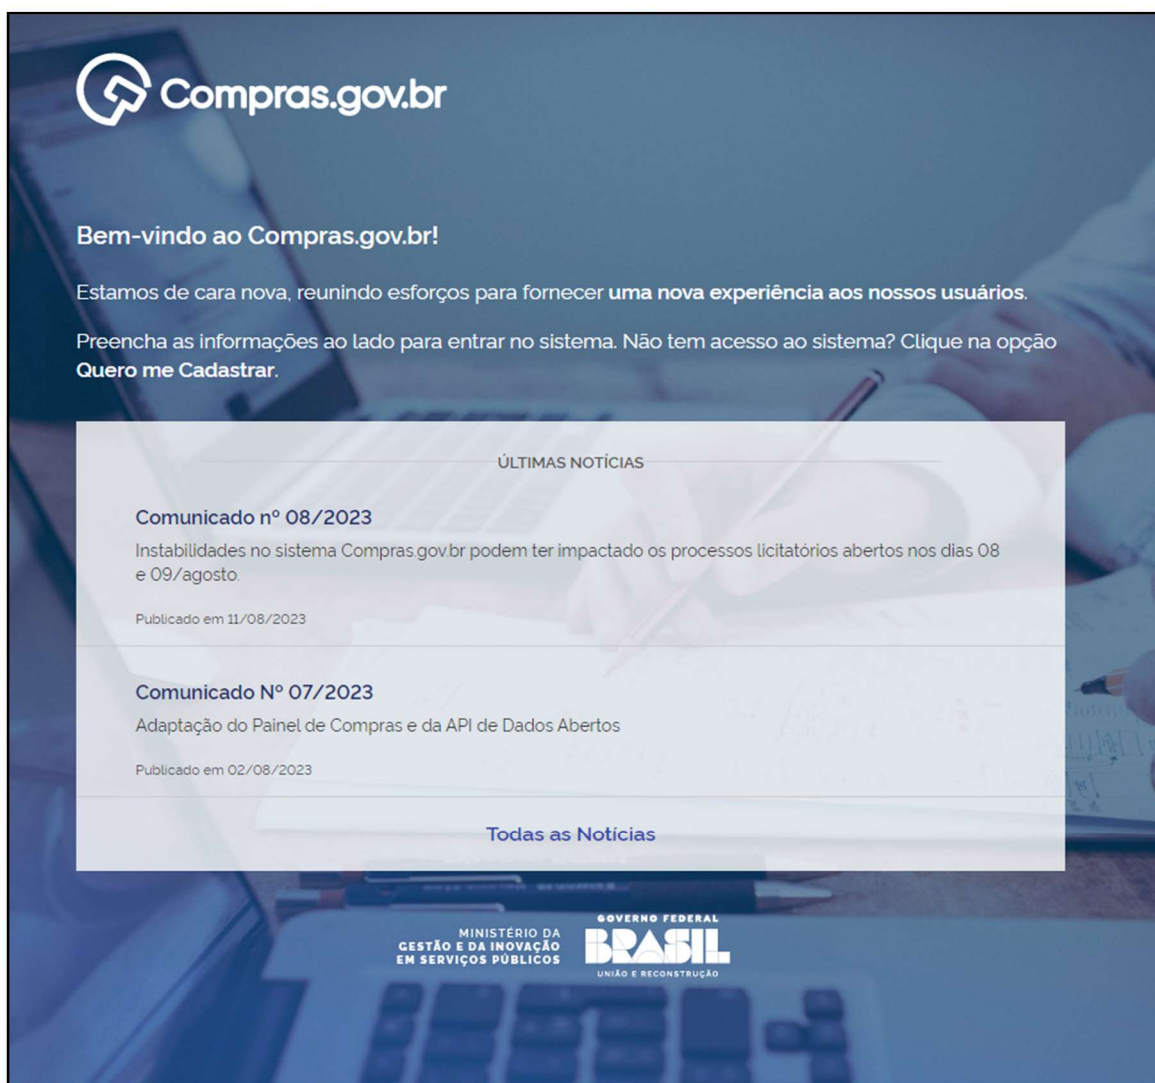 Compras.gov.br
Bem-vindo ao Compras.gov.br!
Estamos de cara nova, reunindo esforços para fornecer uma nova experiência aos nossos usuários.
Preencha as informações ao lado para entrar no sistema. Não tem acesso ao sistema? Clique na opção
Quero me Cadastrar.
ÚLTIMAS NOTÍCIAS
Comunicado nº 08/2023
Instabilidades no sistema Compras.gov.br podem ter impactado os processos licitatórios abertos nos dias 08
e 09/agosto.
Publicado em 11/08/2023
Comunicado Nº 07/2023
Adaptação do Painel de Compras e da API de Dados Abertos
Publicado em 02/08/2023
Todas as Notícias
MINISTÉRIO DA
GESTÃO E DA INOVAÇÃO
EM SERVIÇOS PÚBLICOS
GOVERNO FEDERAL
BRASIL
UNIÃO E RECONSTRUÇÃO